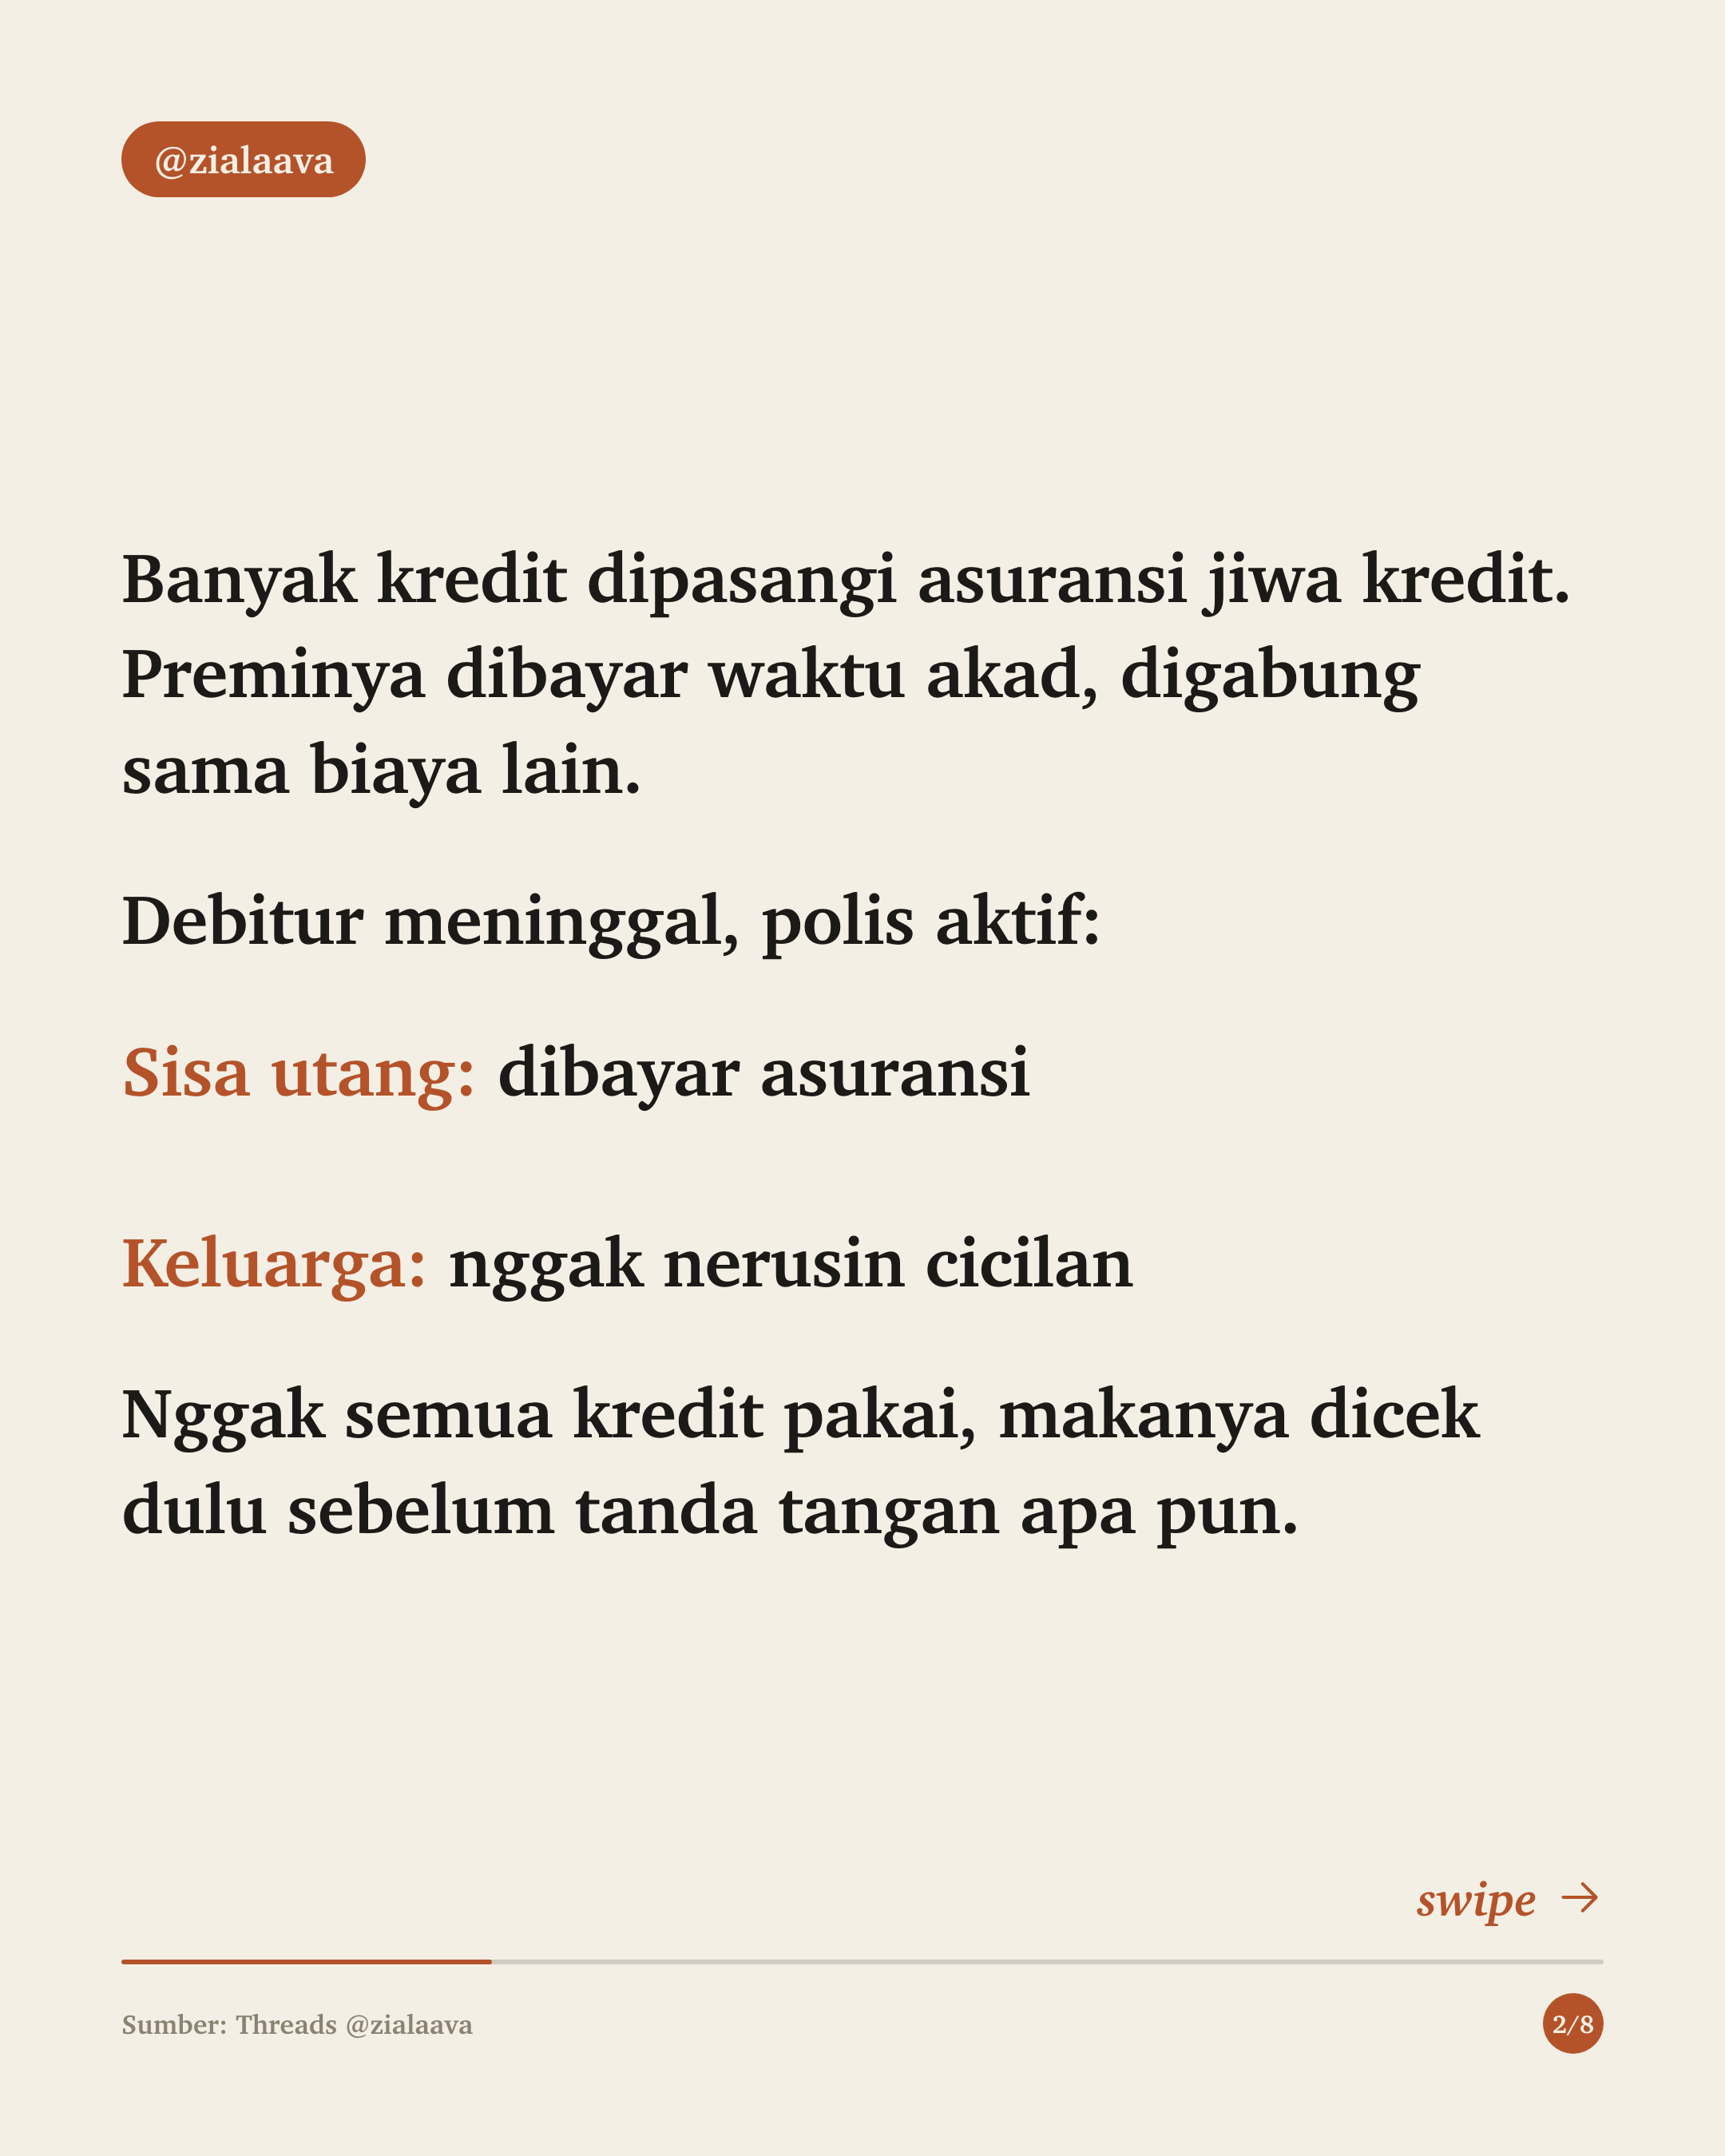 @zialaava
Banyak kredit dipasangi asuransi jiwa kredit.
Preminya dibayar waktu akad, digabung
sama biaya lain.
Debitur meninggal, polis aktif:
Sisa utang: dibayar asuransi
Keluarga: nggak nerusin cicilan
Nggak semua kredit pakai, makanya dicek
dulu sebelum tanda tangan apa pun.
swipe →
Sumber: Threads @zialaava
2/8